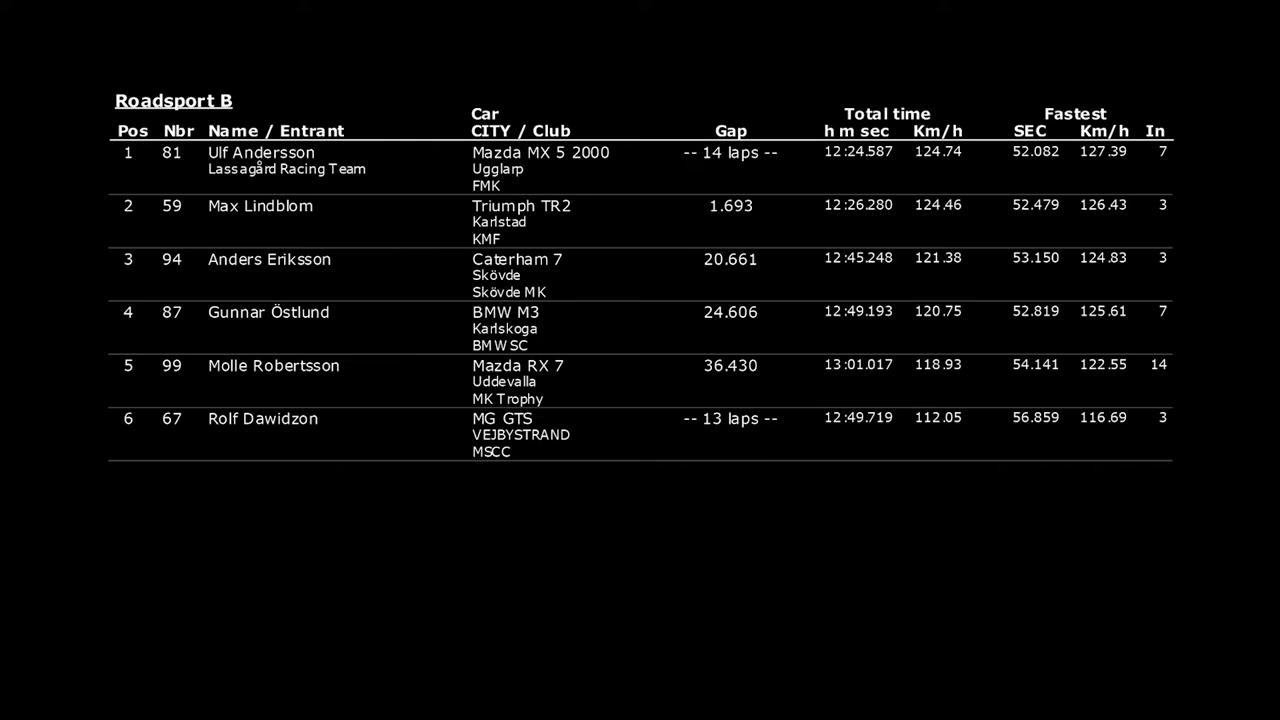 Roadsport B
Car Total time Fastest
Pos Nbr Name / Entrant CITY / Club Gap h m sec Km/h SEC Km/h In
1 81 Ulf Andersson Mazda MX 5 2000 -- 14 laps -- 12:24.587 124.74 52.082 127.39 7
Lassagård Racing Team Ugglarp
FMK
2 59 Max Lindblom Triumph TR2 1.693 12:26.280 124.46 52.479 126.43 3
Karlstad
KMF
3 94 Anders Eriksson Caterham 7 20.661 12:45.248 121.38 53.150 124.83 3
Skövde
Skövde MK
4 87 Gunnar Östlund BMW M3 24.606 12:49.193 120.75 52.819 125.61 7
Karlskoga
BMW SC
5 99 Molle Robertsson Mazda RX 7 36.430 13:01.017 118.93 54.141 122.55 14
Uddevalla
MK Trophy
6 67 Rolf Dawidzon MG GTS -- 13 laps -- 12:49.719 112.05 56.859 116.69 3
VEJBYSTRAND
MSCC